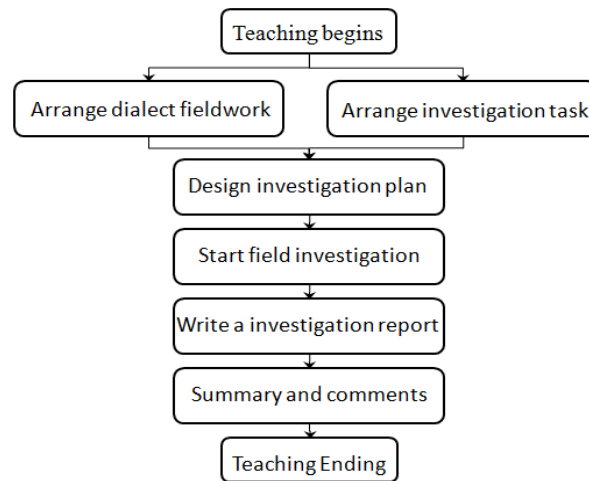 Teaching begins
Arrange dialect fieldwork
Arrange investigation task
Design investigation plan
Start field investigation
Write a investigation report
Summary and comments
Teaching Ending